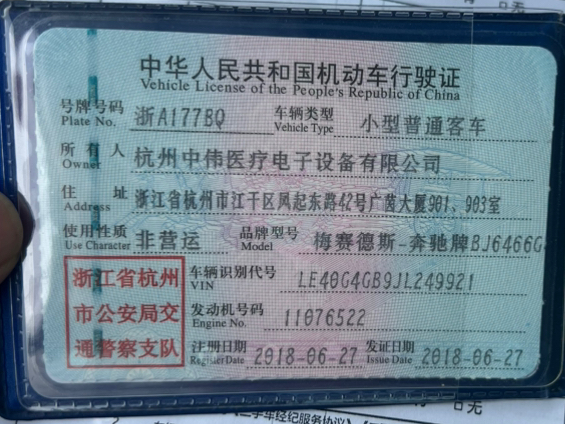 中华人民共和国机动车行驶证
Vehicle License of the People's Republic of China
号牌号码 浙A177BQ 车辆类型 小型普通客车
Plate No. Vehicle Type
所有人 杭州中伟医疗电子设备有限公司
Owner
住址 浙江省杭州市江干区凤起东路42号广茵大厦901、903室
Address
使用性质 非营运 品牌型号 梅赛德斯-奔驰牌BJ6466G
Use Character Model
浙江省杭州市公安局交通警察支队
车辆识别代号 LE40G4GB9JL249921
VIN
发动机号码 11076522
Engine No.
注册日期 2018-06-27 发证日期 2018-06-27
Register Date Issue Date